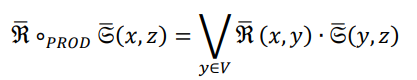 ℜ̅ ∘_PROD 𝔖̅(x, z) = ⋁_{y∈V} ℜ̅ (x, y) · 𝔖̅(y, z)